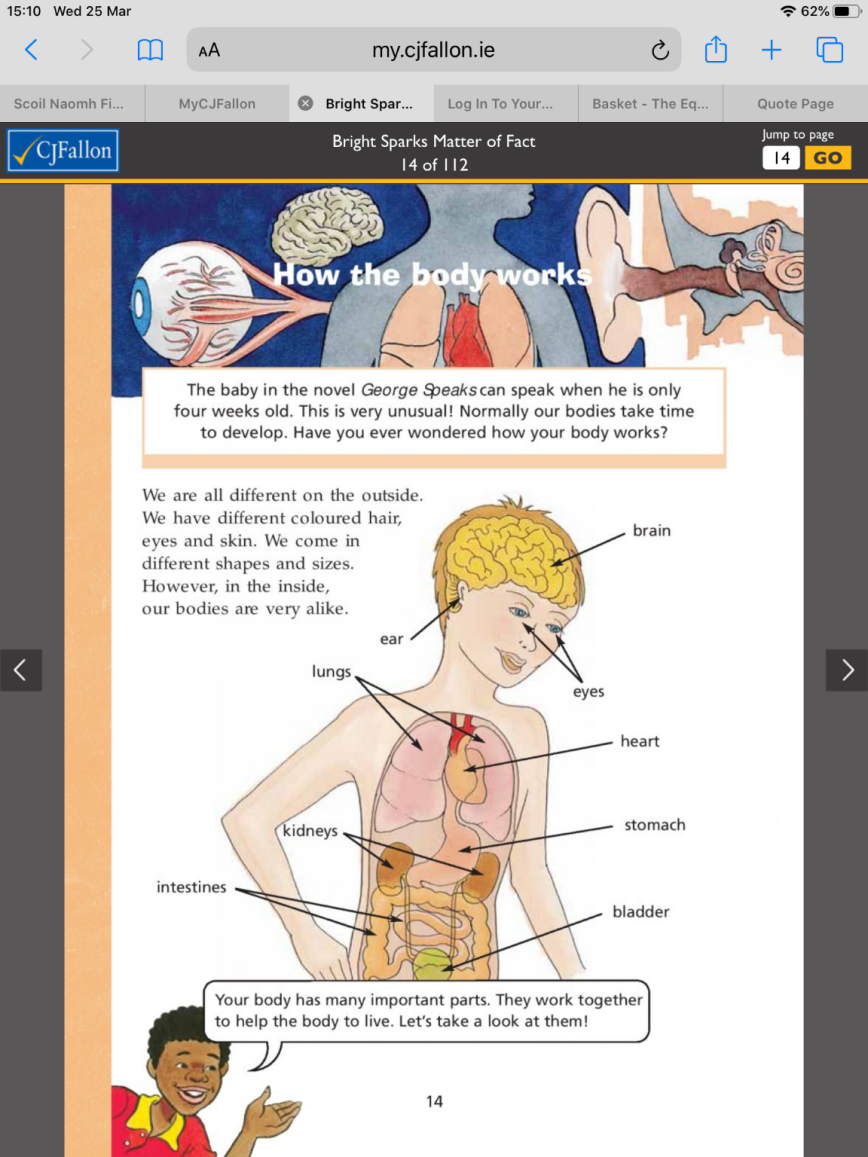 15:10 Wed 25 Mar
62%
AA
my.cjfallon.ie
Scoil Naomh Fi...
MyCJFallon
Bright Spar...
Log In To Your...
Basket - The Eq...
Quote Page
CJFallon
Bright Sparks Matter of Fact
14 of 112
Jump to page
14 GO
How the body works
The baby in the novel George Speaks can speak when he is only
four weeks old. This is very unusual! Normally our bodies take time
to develop. Have you ever wondered how your body works?
We are all different on the outside.
We have different coloured hair,
eyes and skin. We come in
different shapes and sizes.
However, in the inside,
our bodies are very alike.
brain
ear
lungs
eyes
heart
kidneys
stomach
intestines
bladder
Your body has many important parts. They work together
to help the body to live. Let's take a look at them!
14